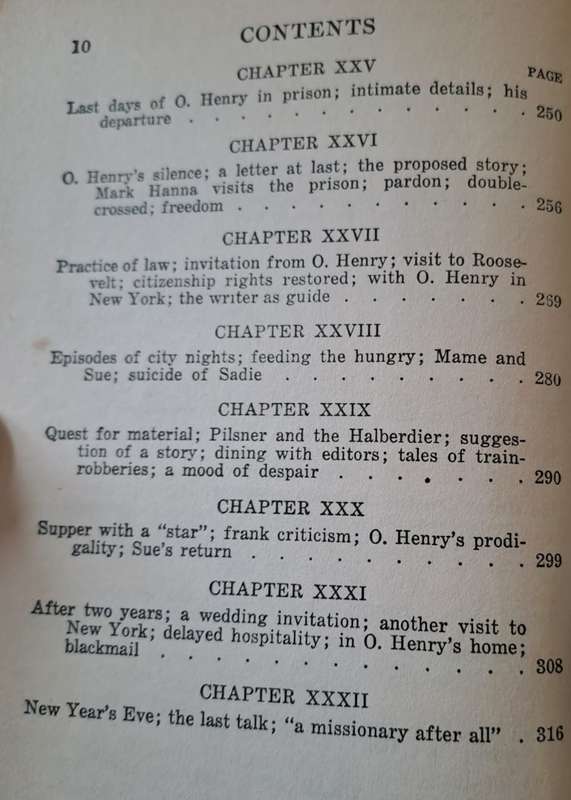 10
CONTENTS
CHAPTER XXV
PAGE
Last days of O. Henry in prison; intimate details; his
departure . . . . . . . . . . . . 250
CHAPTER XXVI
O. Henry's silence; a letter at last; the proposed story;
Mark Hanna visits the prison; pardon; double-
crossed; freedom . . . . . . . . . . . 256
CHAPTER XXVII
Practice of law; invitation from O. Henry; visit to Roose-
velt; citizenship rights restored; with O. Henry in
New York; the writer as guide . . . . . . . 269
CHAPTER XXVIII
Episodes of city nights; feeding the hungry; Mame and
Sue; suicide of Sadie . . . . . . . . . 280
CHAPTER XXIX
Quest for material; Pilsner and the Halberdier; sugges-
tion of a story; dining with editors; tales of train-
robberies; a mood of despair . . . . . . . 290
CHAPTER XXX
Supper with a "star"; frank criticism; O. Henry's prodi-
gality; Sue's return . . . . . . . . . . 299
CHAPTER XXXI
After two years; a wedding invitation; another visit to
New York; delayed hospitality; in O. Henry's home;
blackmail . . . . . . . . . . . . . 308
CHAPTER XXXII
New Year's Eve; the last talk; "a missionary after all" . 316